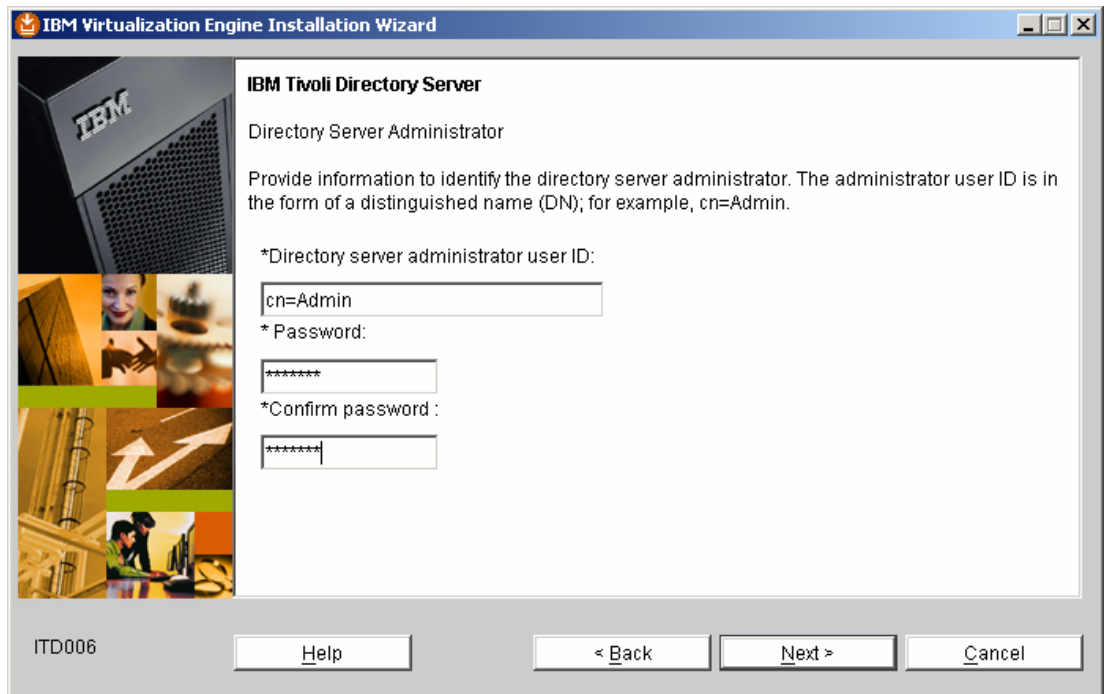 IBM Virtualization Engine Installation Wizard
IBM
IBM Tivoli Directory Server
Directory Server Administrator
Provide information to identify the directory server administrator. The administrator user ID is in
the form of a distinguished name (DN); for example, cn=Admin.
*Directory server administrator user ID:
cn=Admin
* Password:
*******
*Confirm password :
*******
ITD006
Help
< Back
Next >
Cancel